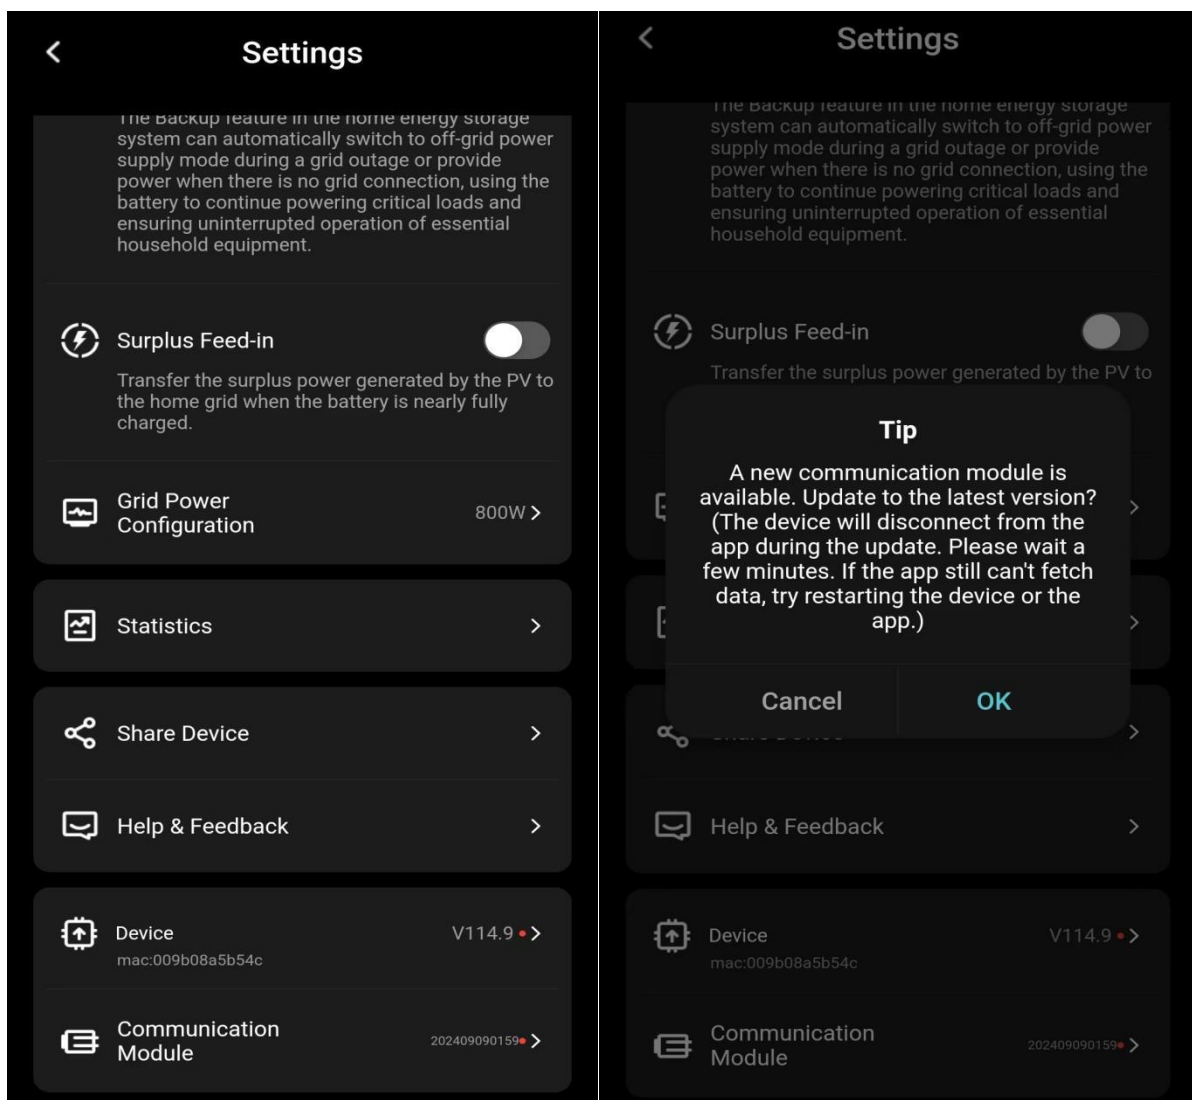 Settings
The Backup feature in the home energy storage
system can automatically switch to off-grid power
supply mode during a grid outage or provide
power when there is no grid connection, using the
battery to continue powering critical loads and
ensuring uninterrupted operation of essential
household equipment.
Surplus Feed-in
Transfer the surplus power generated by the PV to
the home grid when the battery is nearly fully
charged.
Grid Power
Configuration
800W
Statistics
Share Device
Help & Feedback
Device
V114.9
mac:009b08a5b54c
Communication
Module
202409090159
Settings
The Backup feature in the home energy storage
system can automatically switch to off-grid power
supply mode during a grid outage or provide
power when there is no grid connection, using the
battery to continue powering critical loads and
ensuring uninterrupted operation of essential
household equipment.
Surplus Feed-in
Transfer the surplus power generated by the PV to
Tip
A new communication module is
available. Update to the latest version?
(The device will disconnect from the
app during the update. Please wait a
few minutes. If the app still can't fetch
data, try restarting the device or the
app.)
Cancel
OK
Help & Feedback
Device
V114.9
mac:009b08a5b54c
Communication
Module
202409090159